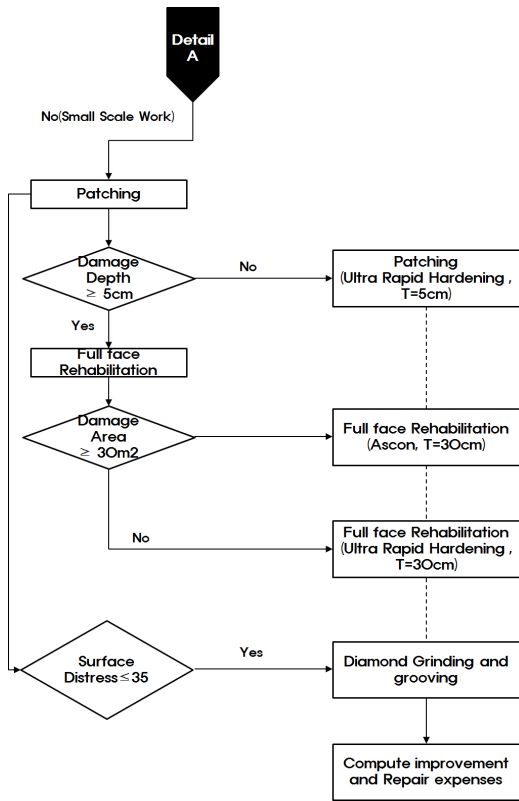 Detail
A
No(Small Scale Work)
Patching
Damage
Depth
≥ 5cm
No
Patching
(Ultra Rapid Hardening ,
T=5cm)
Yes
Full face
Rehabilitation
Damage
Area
≥ 30m2
Full face Rehabilitation
(Ascon, T=30cm)
No
Full face Rehabilitation
(Ultra Rapid Hardening ,
T=30cm)
Surface
Distress≤35
Yes
Diamond Grinding and
grooving
Compute improvement
and Repair expenses